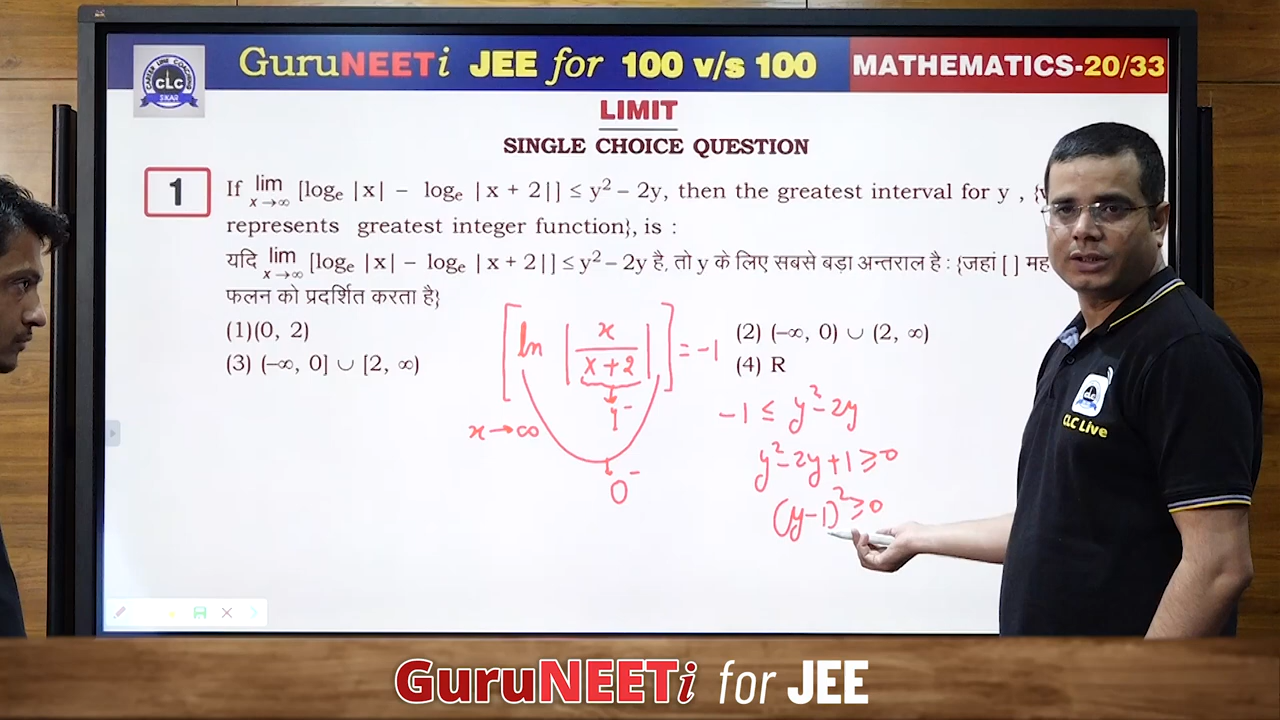 GuruNEETi JEE for 100 v/s 100
MATHEMATICS-20/33
CAREER LINE COACHING
CLC
SIKAR
LIMIT
SINGLE CHOICE QUESTION
1
If lim x→∞ [logₑ |x| − logₑ |x + 2|] ≤ y² − 2y, then the greatest interval for y , {
represents greatest integer function}, is :
यदि lim x→∞ [logₑ |x| − logₑ |x + 2|] ≤ y² − 2y है, तो y के लिए सबसे बड़ा अन्तराल है : {जहां [ ]
फलन को प्रदर्शित करता है}
(1)(0, 2)
(2) (−∞, 0) ∪ (2, ∞)
(3) (−∞, 0] ∪ [2, ∞)
(4) R
[ln |x/(x+2)|] = -1
1⁻
x→∞
0⁻
-1 ≤ y²-2y
y²-2y+1≥0
(y-1)²≥0
CLC
CLC Live
GuruNEETi for JEE